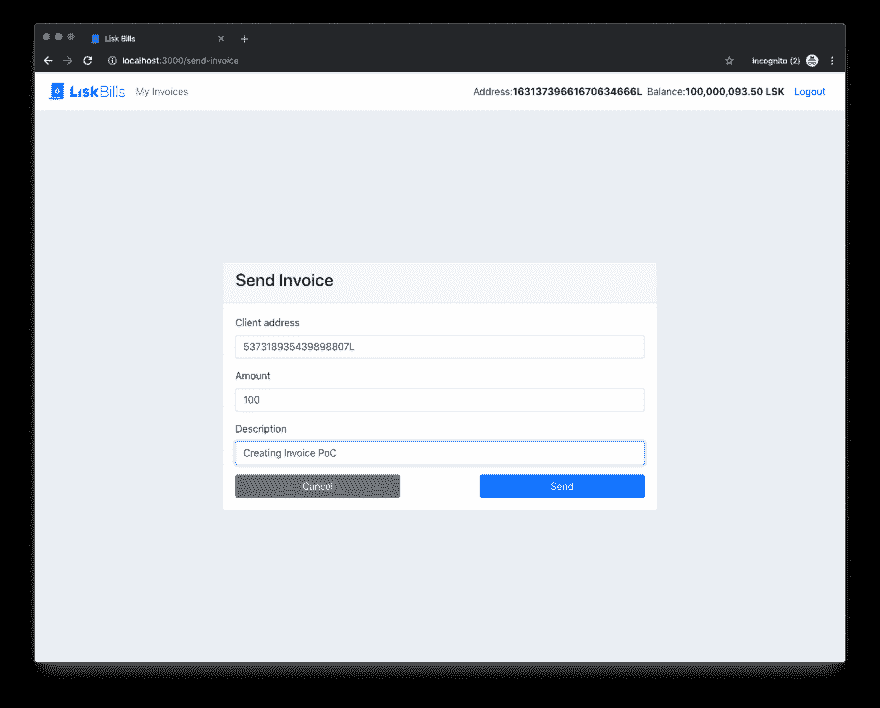 Lisk Bills
localhost:3000/send-invoice
Incognito (2)
LiskBills My Invoices Address:16313739661670634666L Balance:100,000,093.50 LSK Logout
Send Invoice
Client address
537318935439898807L
Amount
100
Description
Creating Invoice PoC
Cancel Send